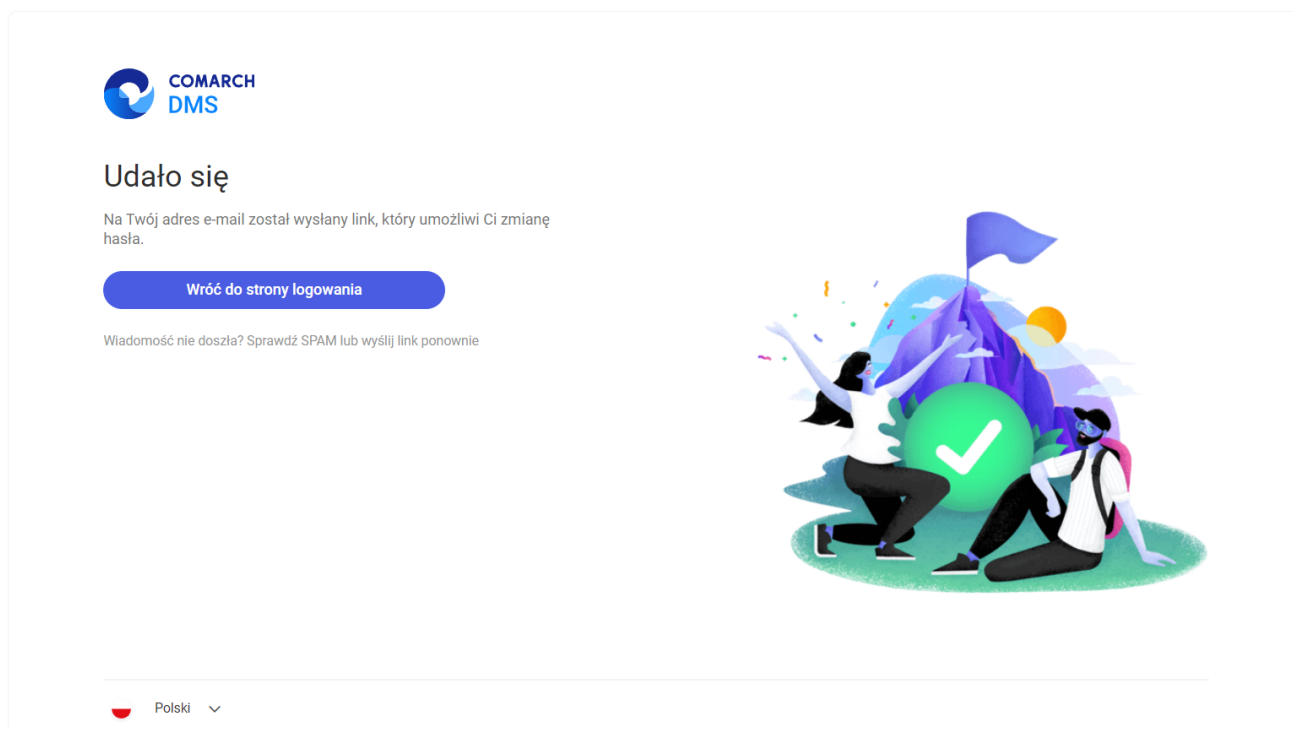 COMARCH
DMS
Udało się
Na Twój adres e-mail został wysłany link, który umożliwi Ci zmianę
hasła.
Wróć do strony logowania
Wiadomość nie doszła? Sprawdź SPAM lub wyślij link ponownie
Polski